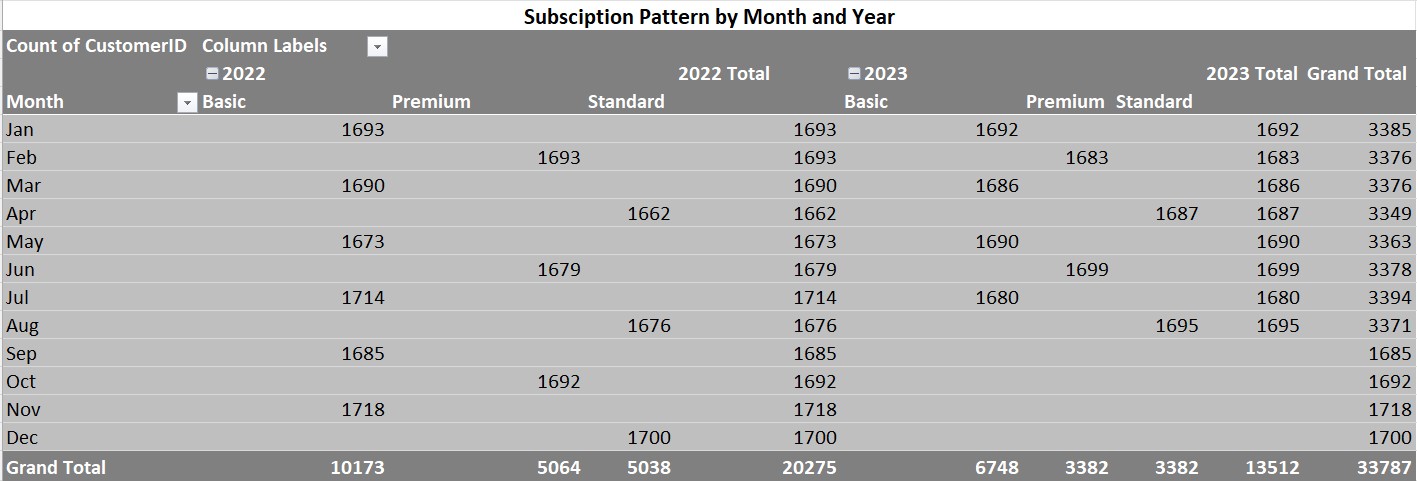 Subsciption Pattern by Month and Year
Count of CustomerID Column Labels
2022 2022 Total 2023 2023 Total Grand Total
Month Basic Premium Standard Basic Premium Standard
Jan 1693 1693 1692 1692 3385
Feb 1693 1693 1683 1683 3376
Mar 1690 1690 1686 1686 3376
Apr 1662 1662 1687 1687 3349
May 1673 1673 1690 1690 3363
Jun 1679 1679 1699 1699 3378
Jul 1714 1714 1680 1680 3394
Aug 1676 1676 1695 1695 3371
Sep 1685 1685 1685
Oct 1692 1692 1692
Nov 1718 1718 1718
Dec 1700 1700 1700
Grand Total 10173 5064 5038 20275 6748 3382 3382 13512 33787